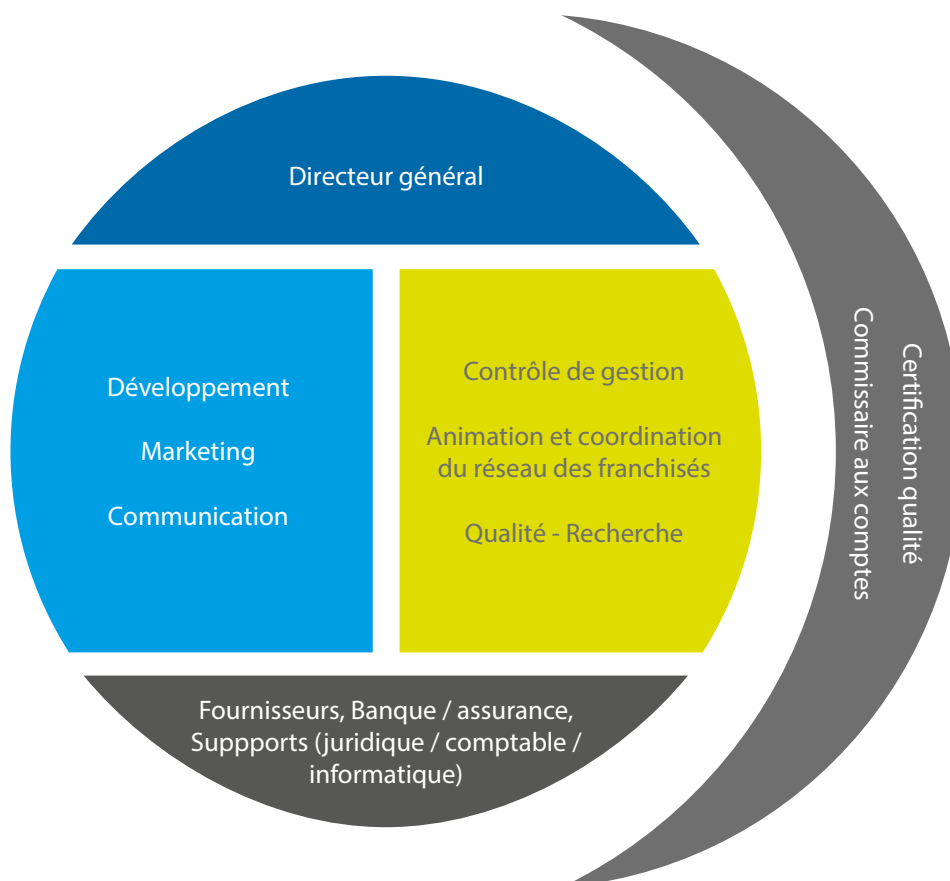 Directeur général
Développement
Marketing
Communication
Contrôle de gestion
Animation et coordination
du réseau des franchisés
Qualité - Recherche
Fournisseurs, Banque / assurance,
Suppports (juridique / comptable /
informatique)
Certification qualité
Commissaire aux comptes